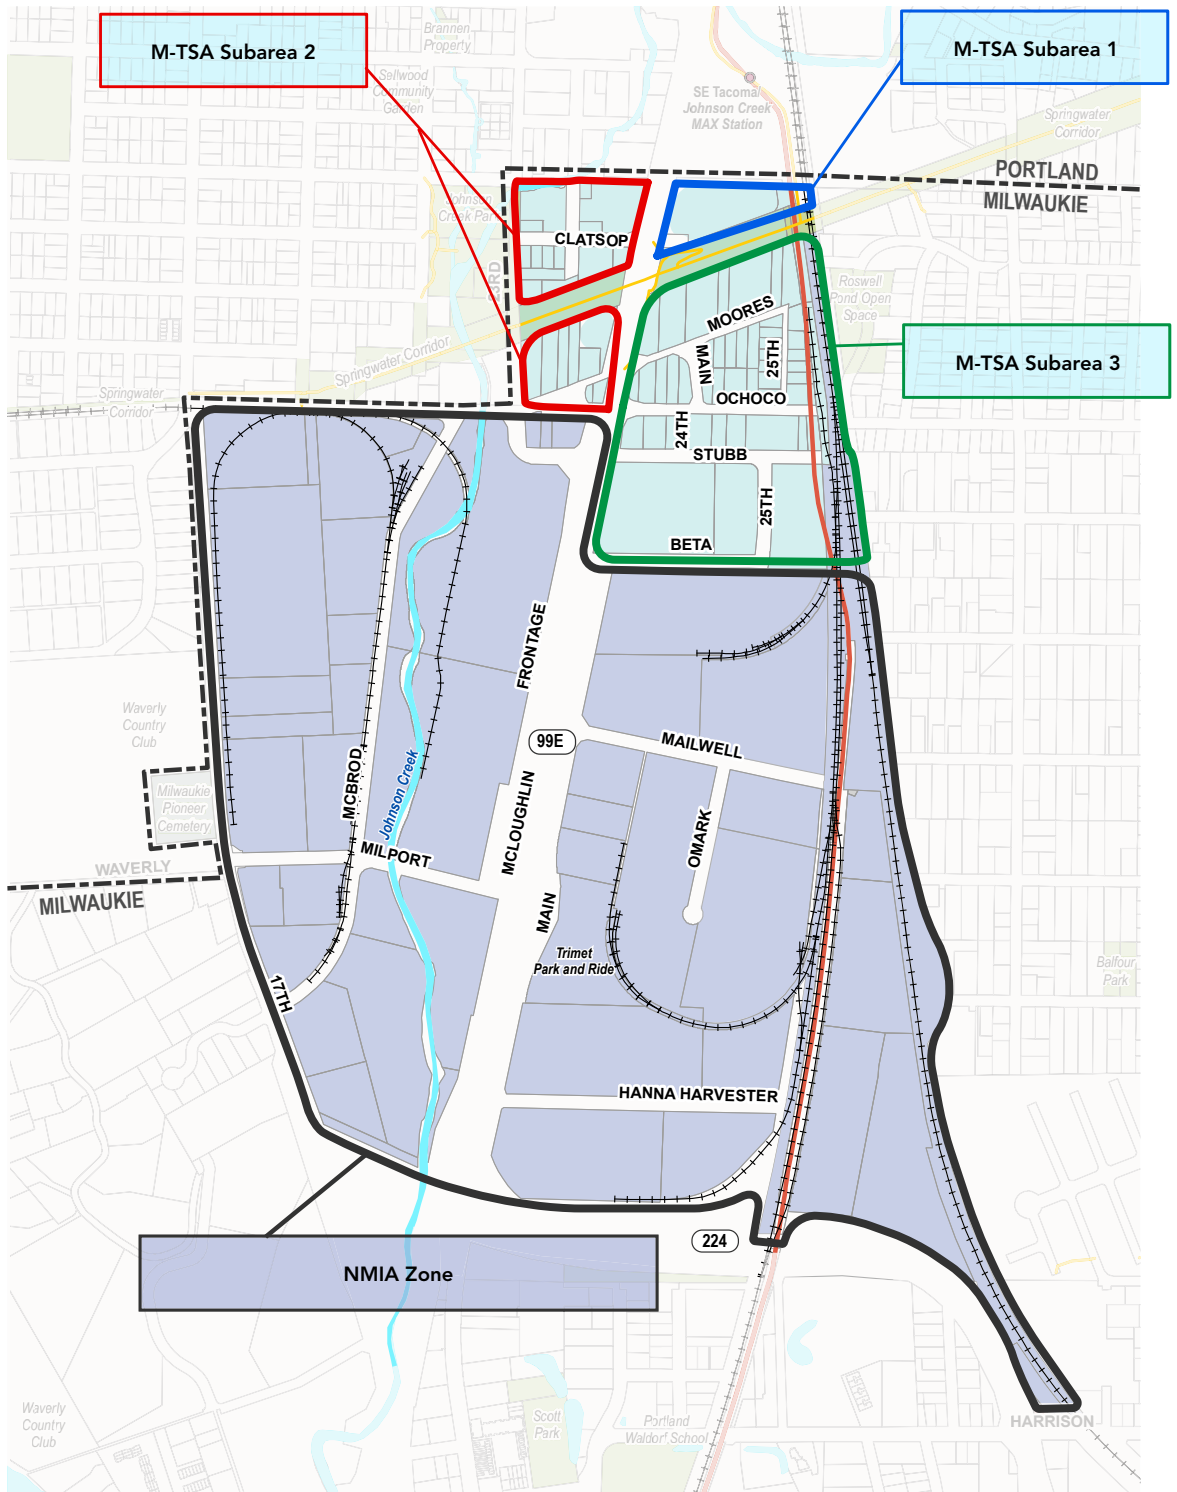 M-TSA Subarea 2
M-TSA Subarea 1
Brannen
Property
Sellwood
Community
Garden
SE Tacoma/
Johnson Creek
MAX Station
Springwater
Corridor
PORTLAND
MILWAUKIE
Johnson
Creek Park
CLATSOP
23RD
Roswell
Pond Open
Space
MOORES
MAIN
25TH
M-TSA Subarea 3
Springwater Corridor
Springwater
Corridor
OCHOCO
24TH
STUBB
25TH
BETA
FRONTAGE
Waverly
Country
Club
99E
MAILWELL
MCBROD
Johnson Creek
Milwaukie
Pioneer
Cemetery
MCLOUGHLIN
OMARK
MILPORT
WAVERLY
MILWAUKIE
MAIN
Trimet
Park and Ride
Balfour
Park
17TH
HANNA HARVESTER
224
NMIA Zone
Waverly
Country
Club
Scott
Park
Portland
Waldorf School
HARRISON